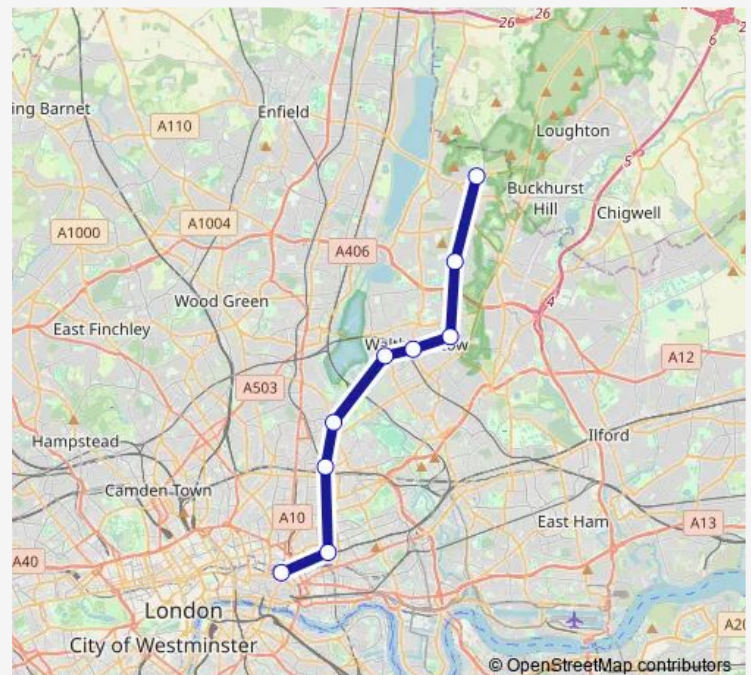 26
26
2
6
ing Barnet
Enfield
A110
Loughton
5
Buckhurst
Hill
Chigwell
A1000
A1004
A406
Wood Green
4
East Finchley
A12
A503
Ilford
Hampstead
Camden Town
A10
East Ham
A13
A40
London
City of Westminster
A20
© OpenStreetMap contributors